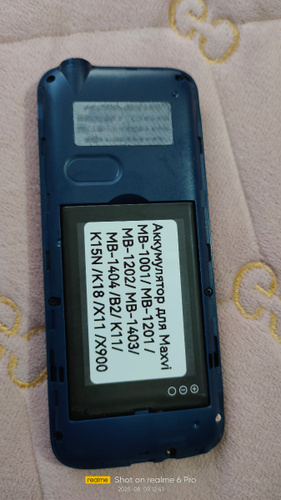 Аккумулятор для Maxvi
MB-1001/ MB-1201 /
MB-1202/ MB-1403/
MB-1404 /B2/ K11/
K15N /K18 /X11 /X900
realme
Shot on realme 6 Pro